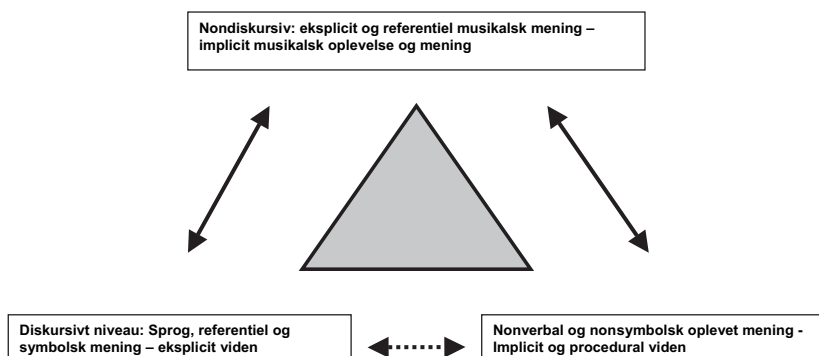 Nondiskursiv: eksplicit og referentiel musikalsk mening –
implicit musikalsk oplevelse og mening
Diskursivt niveau: Sprog, referentiel og
symbolsk mening – eksplicit viden
Nonverbal og nonsymbolsk oplevet mening -
Implicit og procedural viden